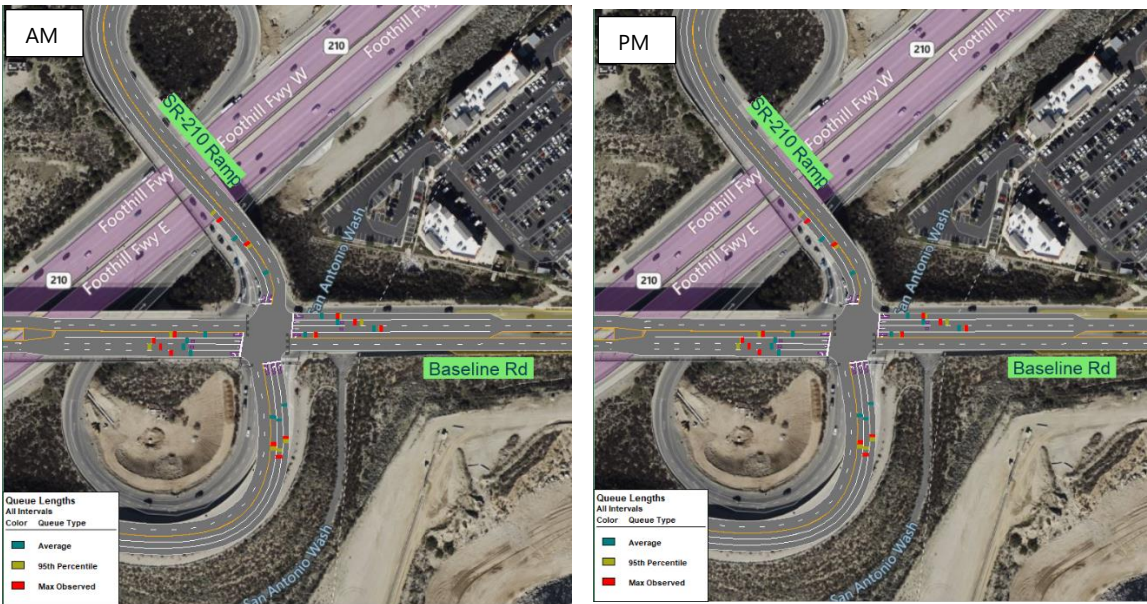 AM
210
Foothill Fwy W
SR-210 Ramp
Foothill Fwy
Foothill Fwy E
210
San Antonio Wash
Baseline Rd
San Antonio Wash
Queue Lengths
All Intervals
Color Queue Type
Average
95th Percentile
Max Observed
PM
210
Foothill Fwy W
SR-210 Ramp
Foothill Fwy
Foothill Fwy E
210
San Antonio Wash
Baseline Rd
San Antonio Wash
Queue Lengths
All Intervals
Color Queue Type
Average
95th Percentile
Max Observed